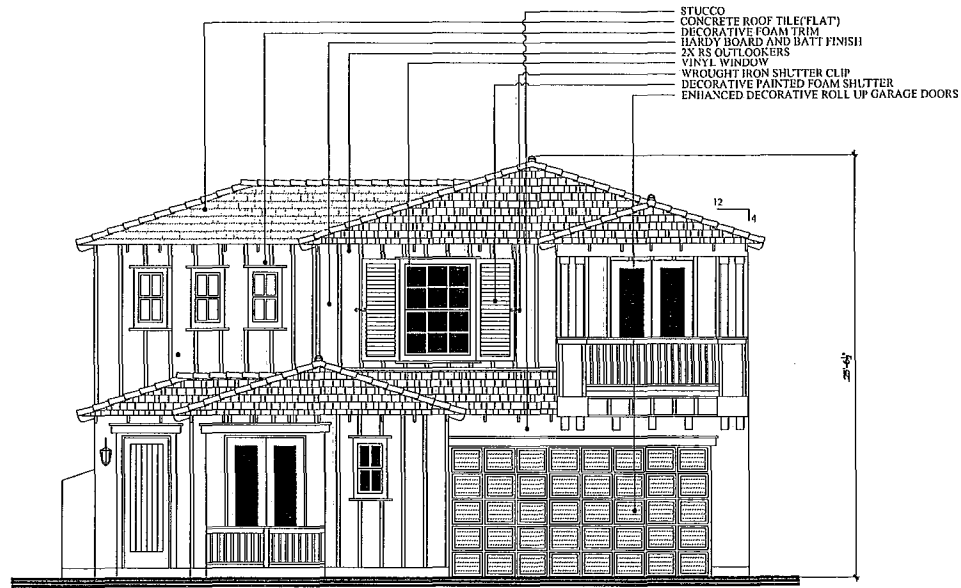 STUCCO
CONCRETE ROOF TILE('FLAT')
DECORATIVE FOAM TRIM
HARDY BOARD AND BATT FINISH
2X RS OUTLOOKERS
VINYL WINDOW
WROUGHT IRON SHUTTER CLIP
DECORATIVE PAINTED FOAM SHUTTER
ENHANCED DECORATIVE ROLL UP GARAGE DOORS
12
4